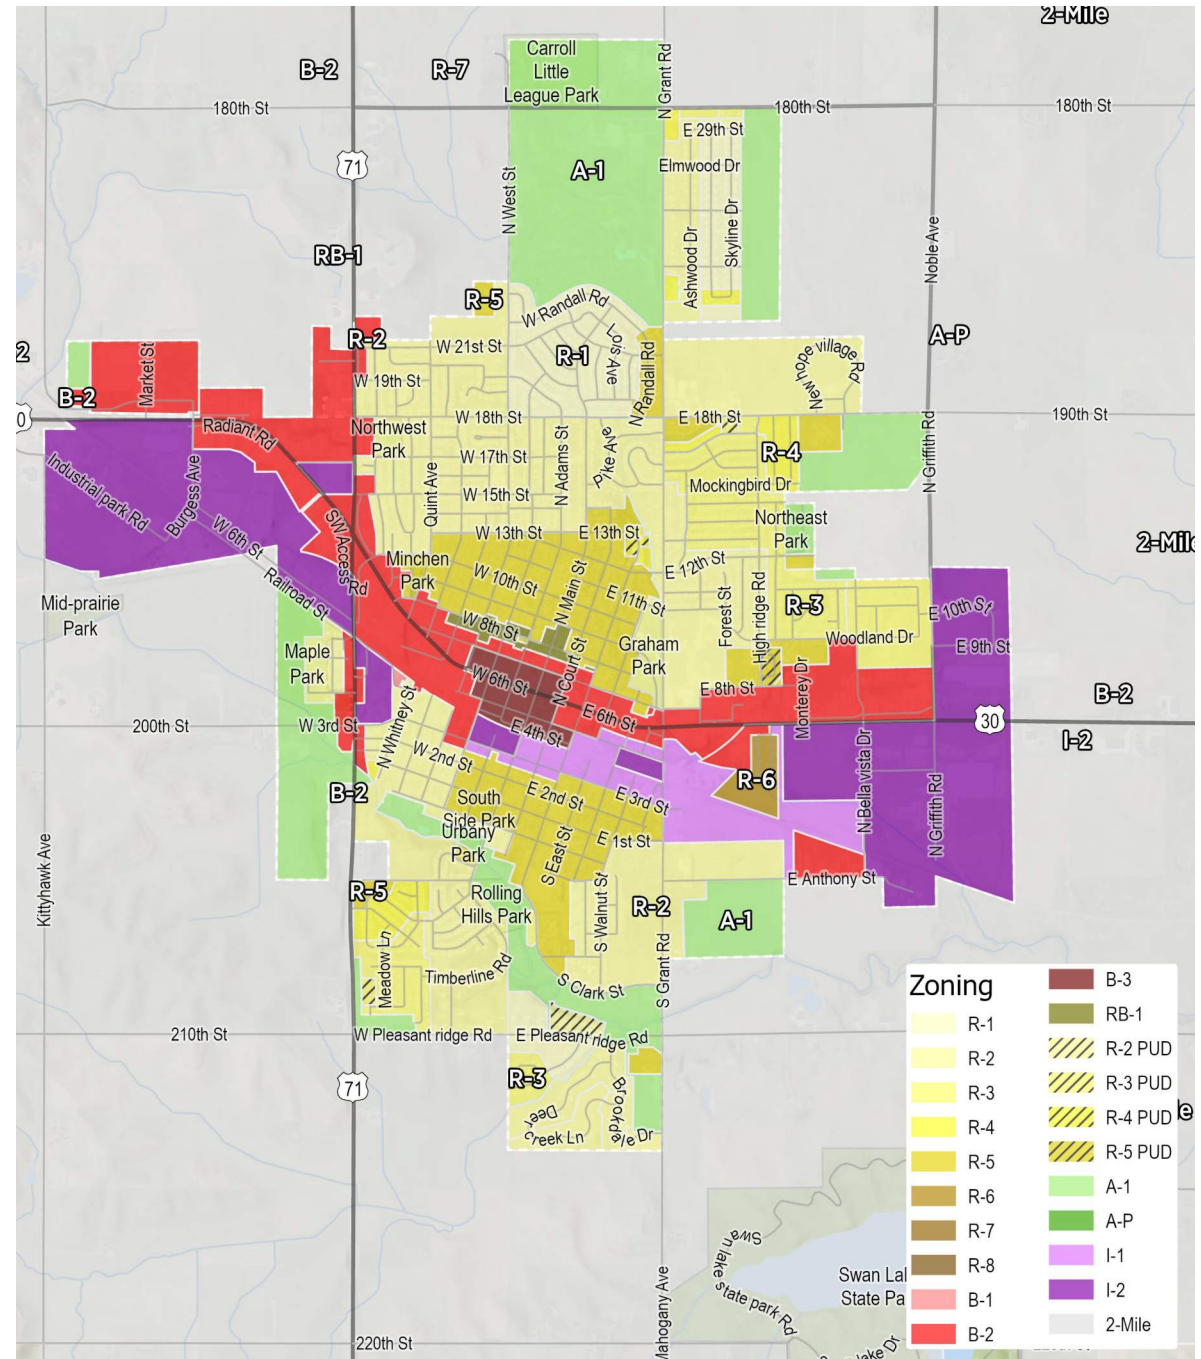 2-Mile
Carroll
Little
League Park
N Grant Rd
B-2
R-7
180th St
180th St
180th St
E 29th St
71
A-1
Elmwood Dr
N West St
Ashwood Dr
Skyline Dr
Noble Ave
RB-1
R-5
W Randall Rd
R-2
W 21st St
R-1
Lois Ave
N Randall Rd
A-P
2
Market St
New hope village Rd
W 19th St
B-2
0
W 18th St
E 18th St
190th St
Radiant Rd
Northwest
Park
Pike Ave
N Adams St
Quint Ave
W 17th St
R-4
N Griffith Rd
Industrial park Rd
Burgess Ave
W 15th St
Mockingbird Dr
SW Access Rd
W 6th St
W 13th St
E 13th St
Northeast
Park
2-Mile
Minchen
Park
E 12th St
W 10th St
N Main St
E 11th St
Railroad St
Mid-prairie
Park
Forest St
High ridge Rd
R-3
E 10th St
W 8th St
Woodland Dr
E 9th St
Maple
Park
Graham
Park
N Court St
W 6th St
E 8th St
Monterey Dr
B-2
200th St
W 3rd St
N Whitney St
E 4th St
E 6th St
30
I-2
W 2nd St
N Bella vista Dr
R-6
B-2
South
Side Park
E 2nd St
E 3rd St
N Griffith Rd
Urbany
Park
S East St
E 1st St
Kittyhawk Ave
R-5
Rolling
Hills Park
S Walnut St
R-2
E Anthony St
A-1
Meadow Ln
Timberline Rd
S Clark St
S Grant Rd
210th St
W Pleasant ridge Rd
E Pleasant ridge Rd
71
R-3
Deer creek Ln
Brookdale Dr
Swan lake state park Rd
Swan Lak
State Pa
Mahogany Ave
220th St
lake Dr
Zoning
R-1
R-2
R-3
R-4
R-5
R-6
R-7
R-8
B-1
B-2
B-3
RB-1
R-2 PUD
R-3 PUD
R-4 PUD
R-5 PUD
A-1
A-P
I-1
I-2
2-Mile